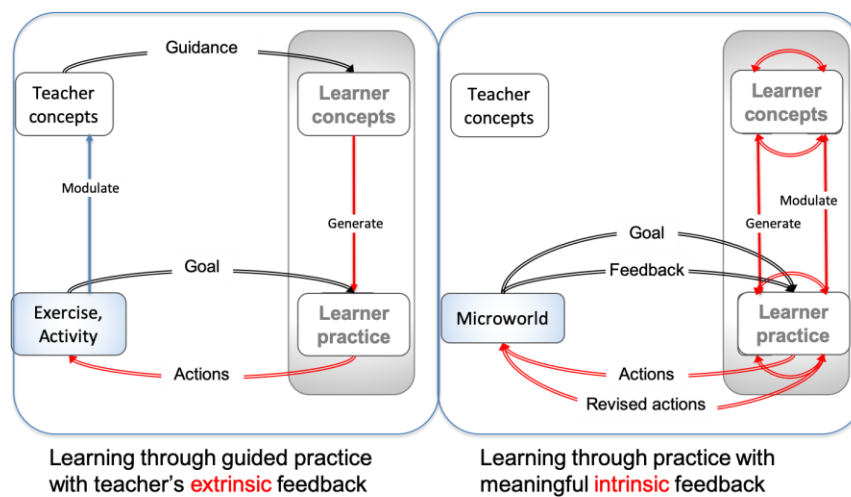 Guidance
Teacher
concepts
Learner
concepts
Modulate
Generate
Goal
Exercise,
Activity
Learner
practice
Actions
Learning through guided practice
with teacher's extrinsic feedback
Teacher
concepts
Learner
concepts
Modulate
Generate
Goal
Feedback
Microworld
Learner
practice
Actions
Revised actions
Learning through practice with
meaningful intrinsic feedback